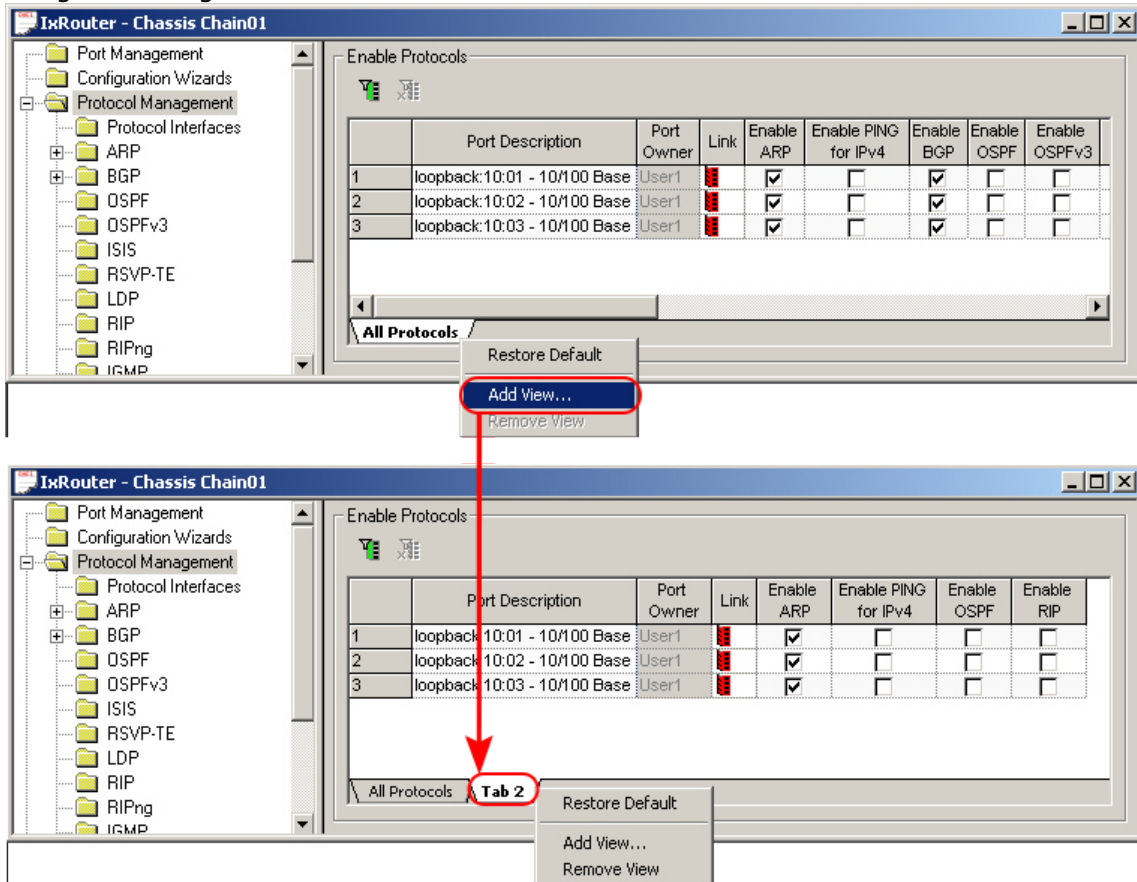 IxRouter - Chassis Chain01
Port Management
Configuration Wizards
Protocol Management
Protocol Interfaces
ARP
BGP
OSPF
OSPFv3
ISIS
RSVP-TE
LDP
RIP
RIPng
IGMP
Enable Protocols
Port Description Port Owner Link Enable ARP Enable PING for IPv4 Enable BGP Enable OSPF Enable OSPFv3
1 loopback:10:01 - 10/100 Base User1
2 loopback:10:02 - 10/100 Base User1
3 loopback:10:03 - 10/100 Base User1
All Protocols
Restore Default
Add View...
Remove View
IxRouter - Chassis Chain01
Port Management
Configuration Wizards
Protocol Management
Protocol Interfaces
ARP
BGP
OSPF
OSPFv3
ISIS
RSVP-TE
LDP
RIP
RIPng
IGMP
Enable Protocols
Port Description Port Owner Link Enable ARP Enable PING for IPv4 Enable OSPF Enable RIP
1 loopback:10:01 - 10/100 Base User1
2 loopback:10:02 - 10/100 Base User1
3 loopback:10:03 - 10/100 Base User1
All Protocols Tab 2
Restore Default
Add View...
Remove View